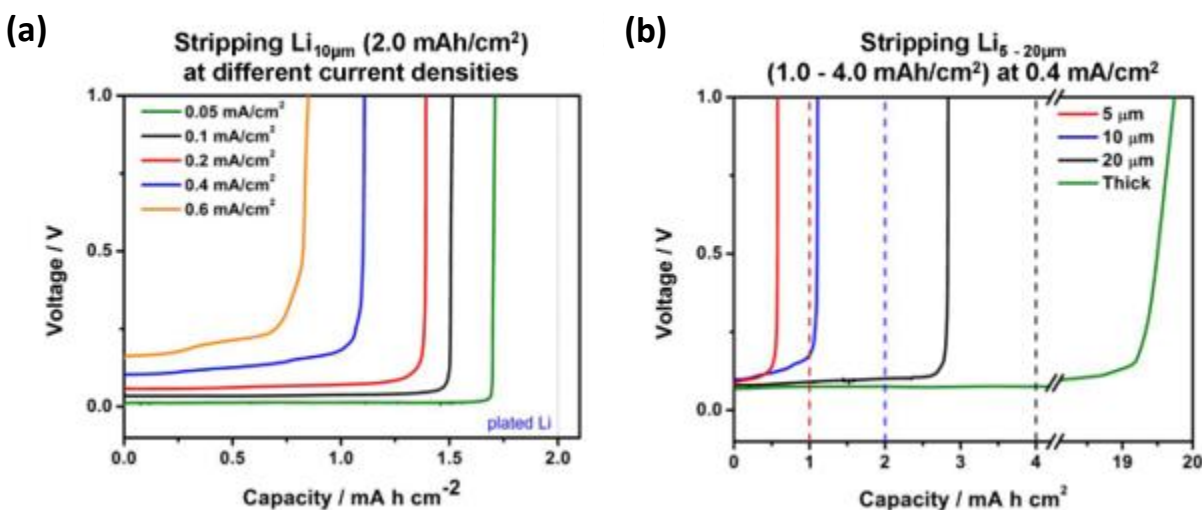 (a)
Stripping Li10μm (2.0 mAh/cm²)
at different current densities
1.0
0.5
0.0
Voltage / V
0.05 mA/cm²
0.1 mA/cm²
0.2 mA/cm²
0.4 mA/cm²
0.6 mA/cm²
plated Li
0.0 0.5 1.0 1.5 2.0
Capacity / mA h cm-2
(b)
Stripping Li5 - 20μm
(1.0 - 4.0 mAh/cm²) at 0.4 mA/cm²
1.0
0.5
0.0
Voltage / V
5 μm
10 μm
20 μm
Thick
0 1 2 3 4 19 20
Capacity / mA h cm²